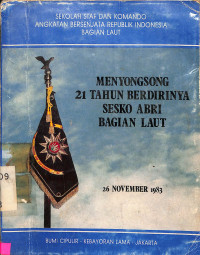 SEKOLAH STAF DAN KOMANDO
ANGKATAN BERSENJATA REPUBLIK INDONESIA
BAGIAN LAUT
MENYONGSONG
21 TAHUN BERDIRINYA
SESKO ABRI
BAGIAN LAUT
26 NOVEMBER 1983
09
BUMI CIPULIR - KEBAYORAN LAMA - JAKARTA